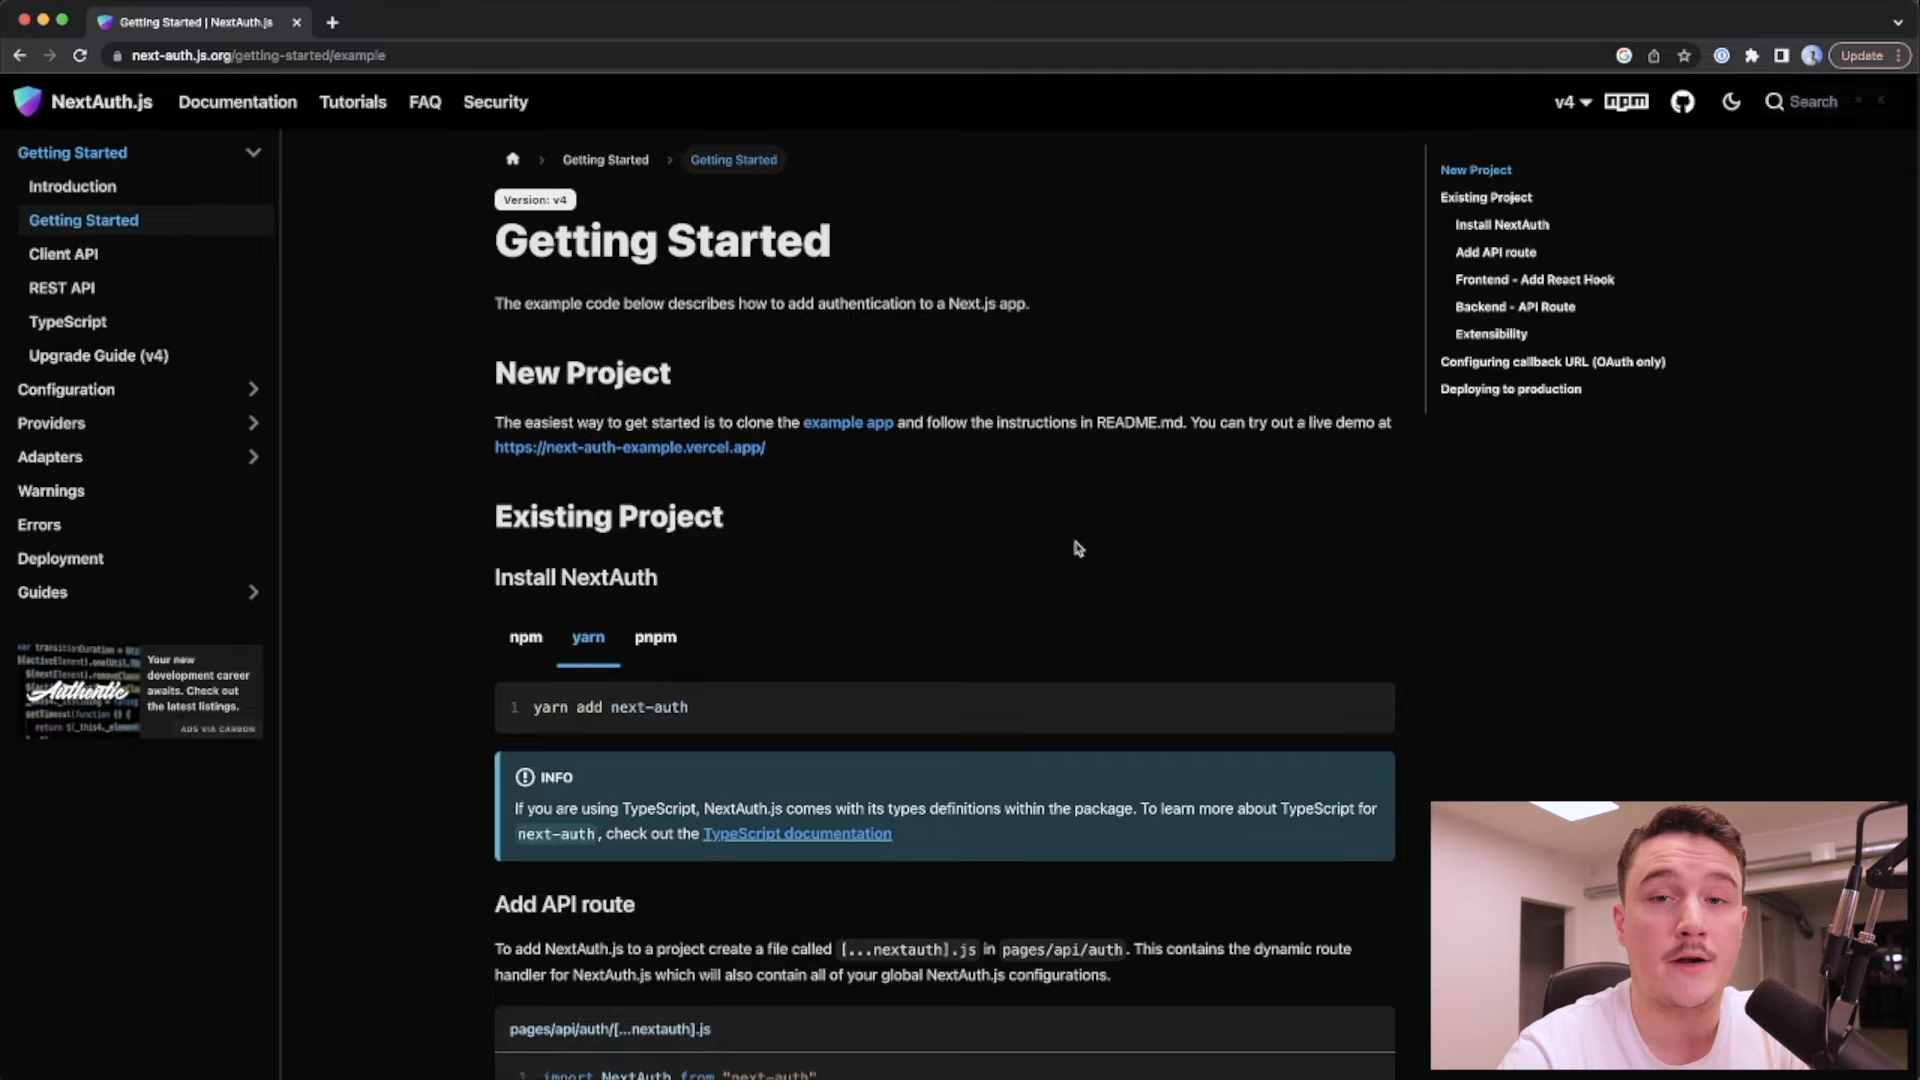 Getting Started | NextAuth.js
next-auth.js.org/getting-started/example
Update
NextAuth.js Documentation Tutorials FAQ Security
v4 npm Search
Getting Started
Introduction
Getting Started
Client API
REST API
TypeScript
Upgrade Guide (v4)
Configuration
Providers
Adapters
Warnings
Errors
Deployment
Guides
Authentic
Your new
development career
awaits. Check out
the latest listings.
ADS VIA CARBON
Getting Started Getting Started
Version: v4
Getting Started
The example code below describes how to add authentication to a Next.js app.
New Project
The easiest way to get started is to clone the example app and follow the instructions in README.md. You can try out a live demo at
https://next-auth-example.vercel.app/
Existing Project
Install NextAuth
npm yarn pnpm
1 yarn add next-auth
INFO
If you are using TypeScript, NextAuth.js comes with its types definitions within the package. To learn more about TypeScript for
next-auth, check out the TypeScript documentation
Add API route
To add NextAuth.js to a project create a file called [...nextauth].js in pages/api/auth. This contains the dynamic route
handler for NextAuth.js which will also contain all of your global NextAuth.js configurations.
pages/api/auth/[...nextauth].js
1 import NextAuth from "next-auth"
New Project
Existing Project
Install NextAuth
Add API route
Frontend - Add React Hook
Backend - API Route
Extensibility
Configuring callback URL (OAuth only)
Deploying to production